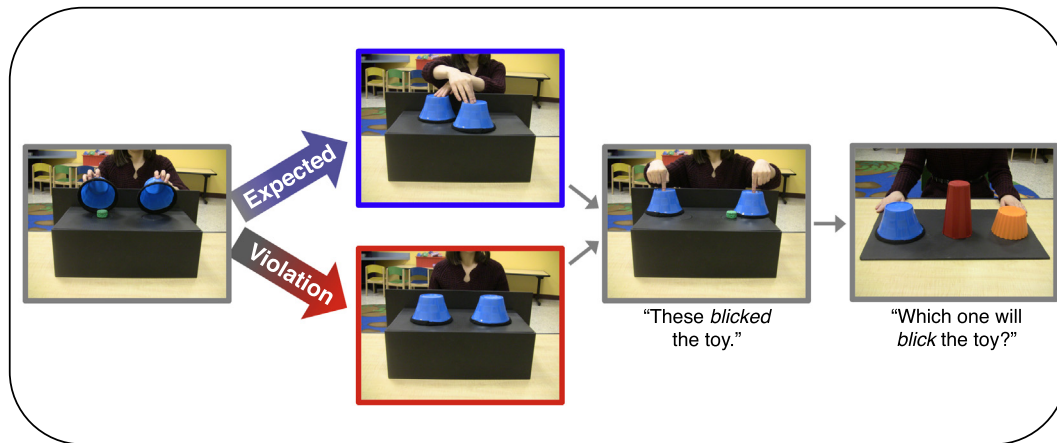 Expected
Violation
“These blicked
the toy.”
“Which one will
blick the toy?”